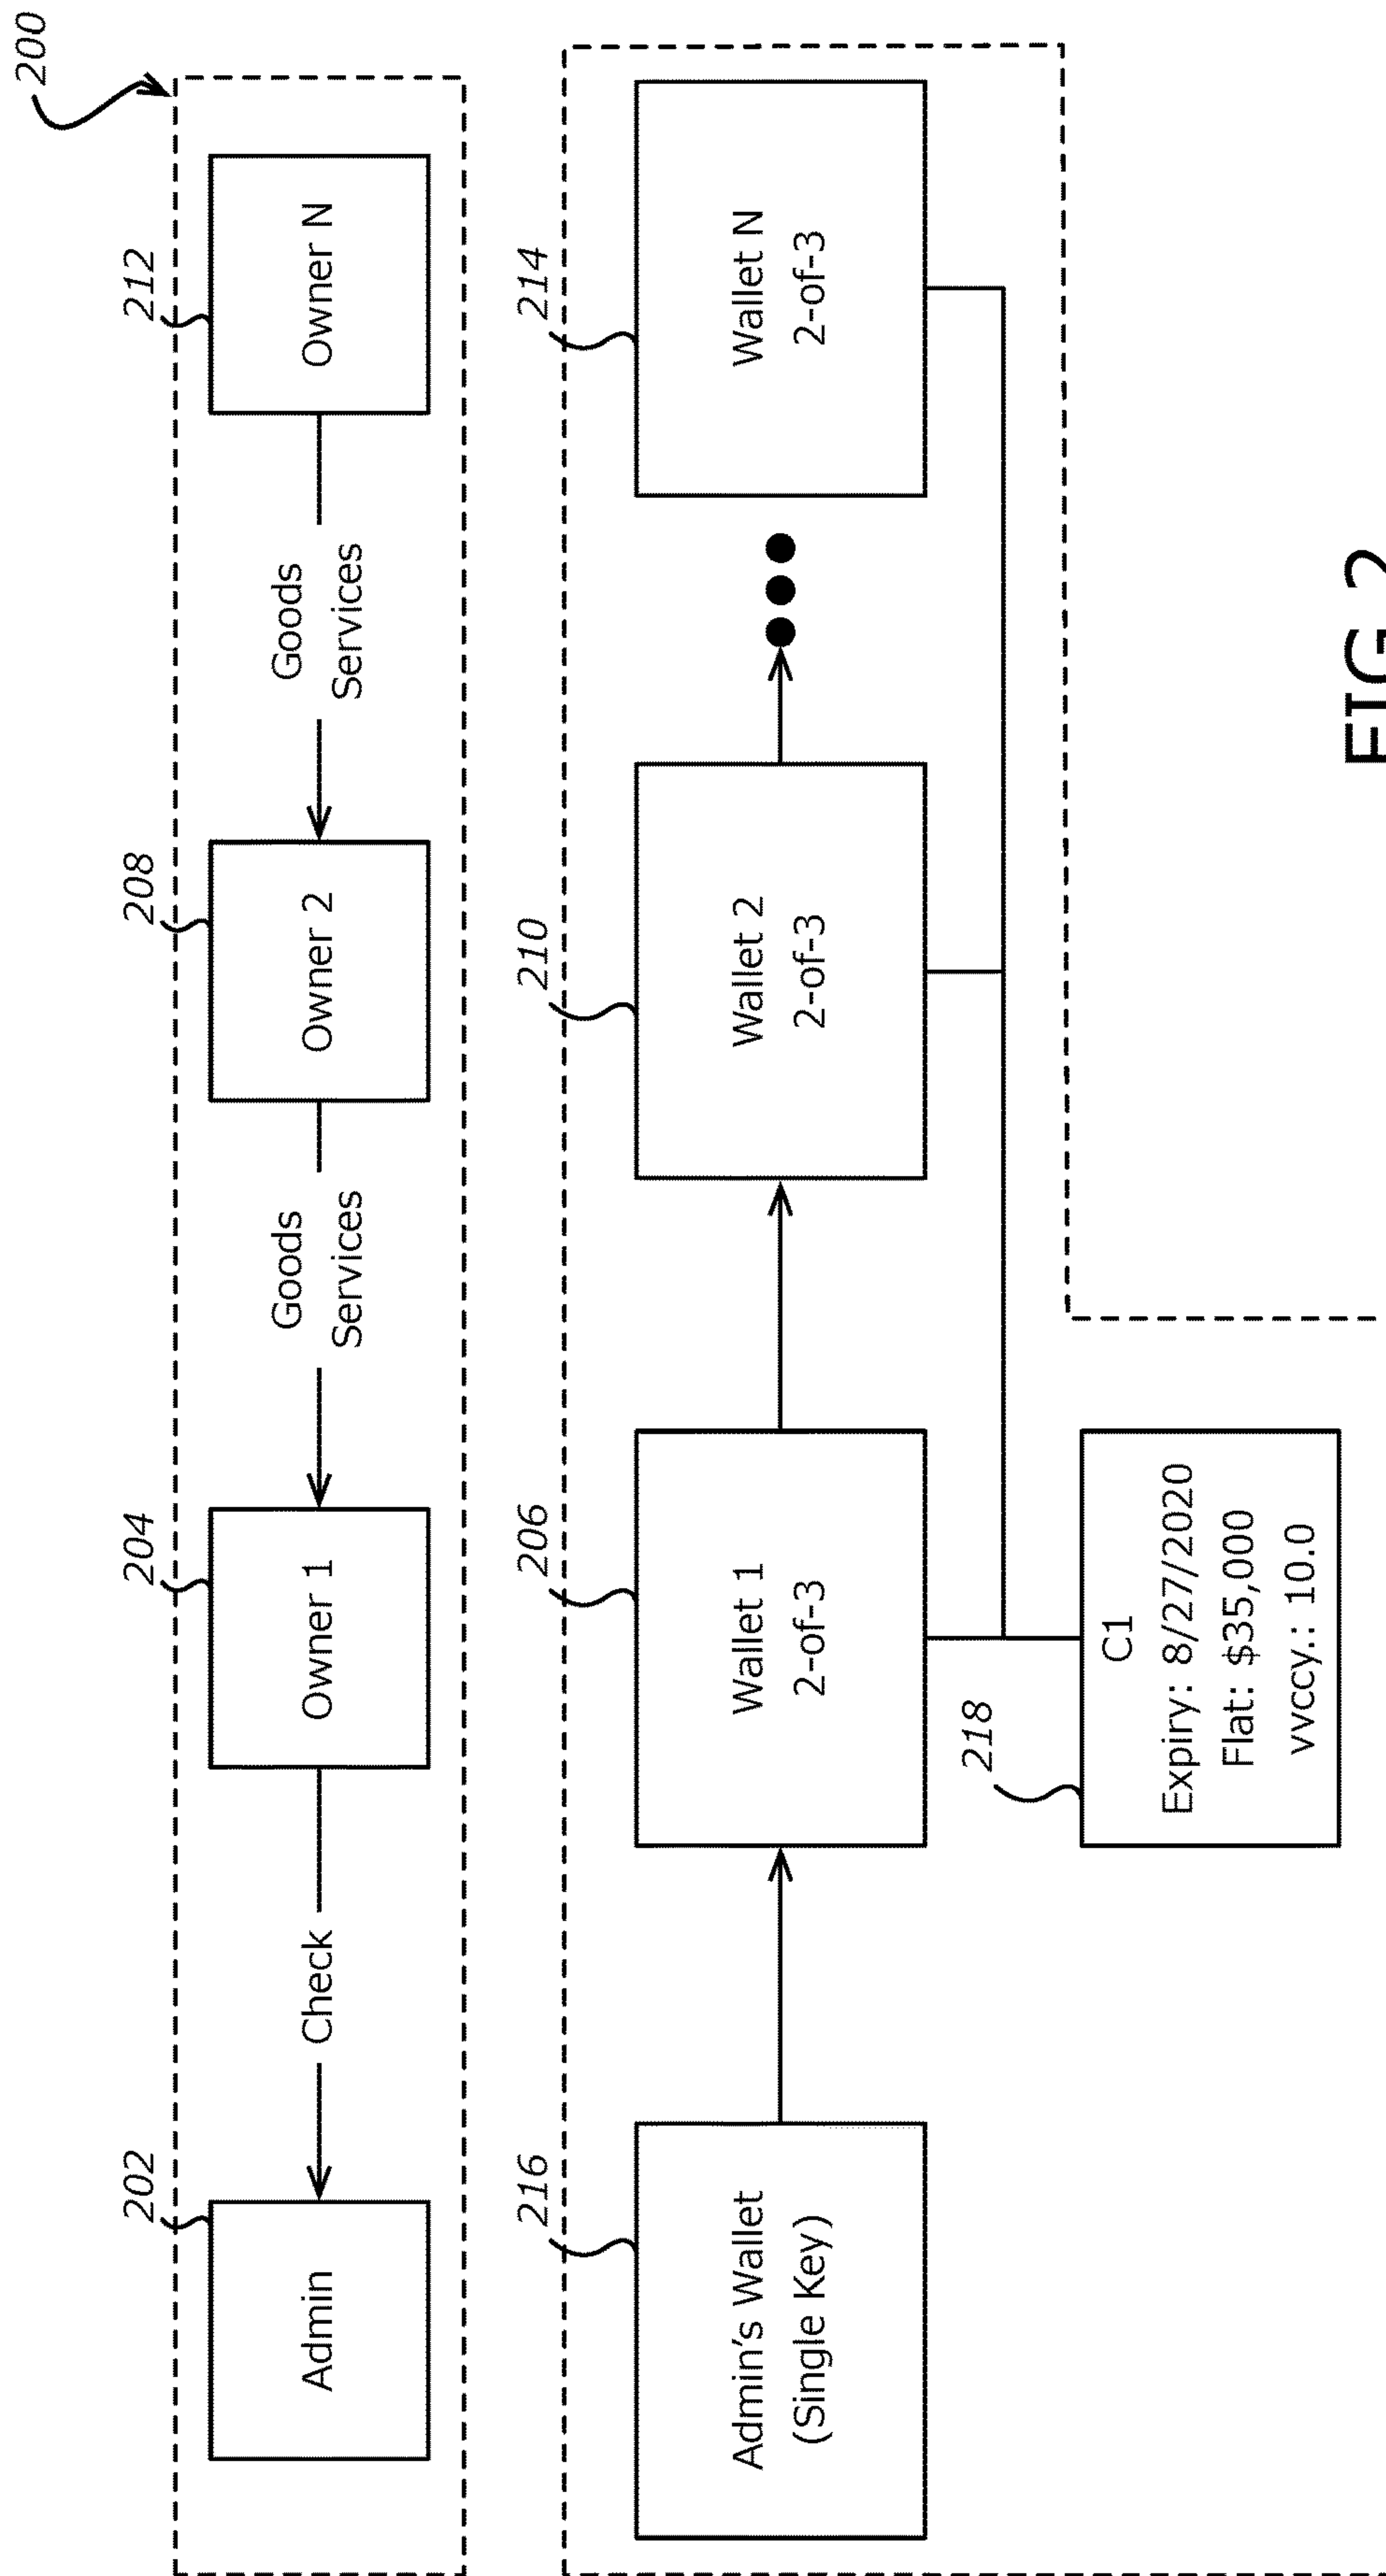 200
202
204
208
212
Admin
Check
Owner 1
Goods
Services
Owner 2
Goods
Services
Owner N
216
206
210
214
Admin's Wallet
(Single Key)
Wallet 1
2-of-3
Wallet 2
2-of-3
Wallet N
2-of-3
218
C1
Expiry: 8/27/2020
Flat: $35,000
vvccy.: 10.0
FIG. 2